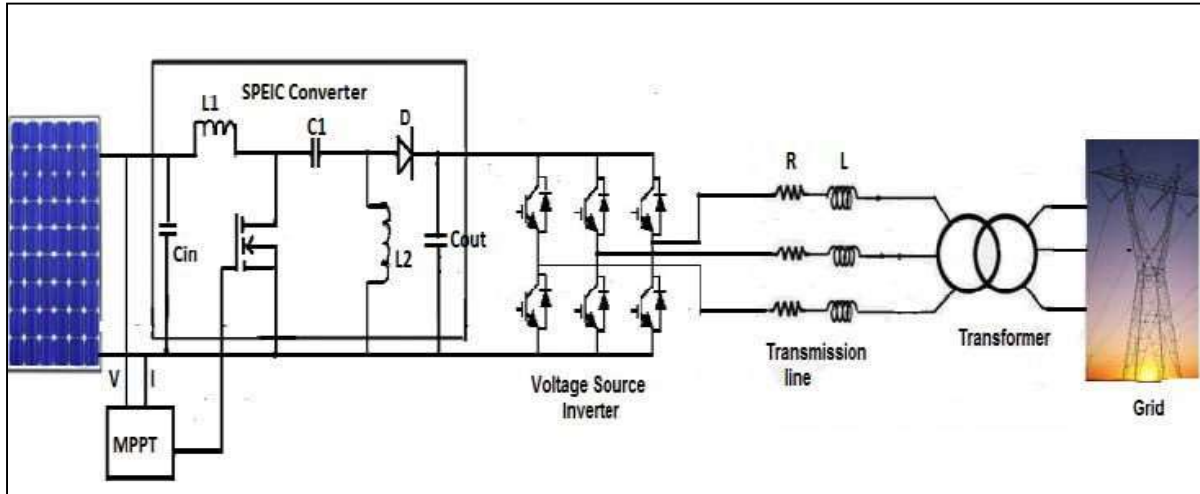 SPEIC Converter
L1
C1
D
R
L
Cin
L2
Cout
V
I
MPPT
Voltage Source
Inverter
Transmission
line
Transformer
Grid